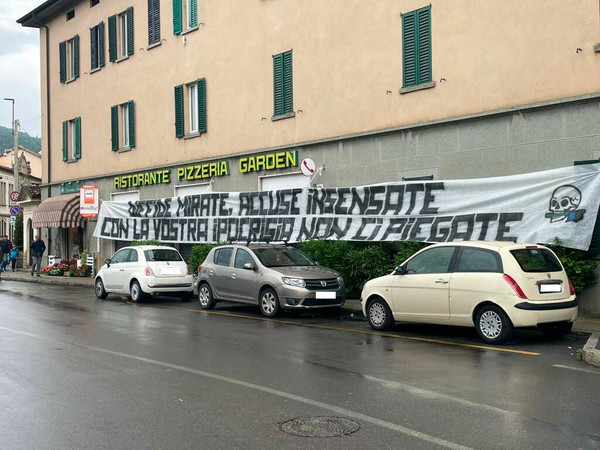 RISTORANTE PIZZERIA GARDEN
DIFFIDE MIRATE, ACCUSE INSENSATE
CON LA VOSTRA IPOCRISIA NON CI PIEGATE